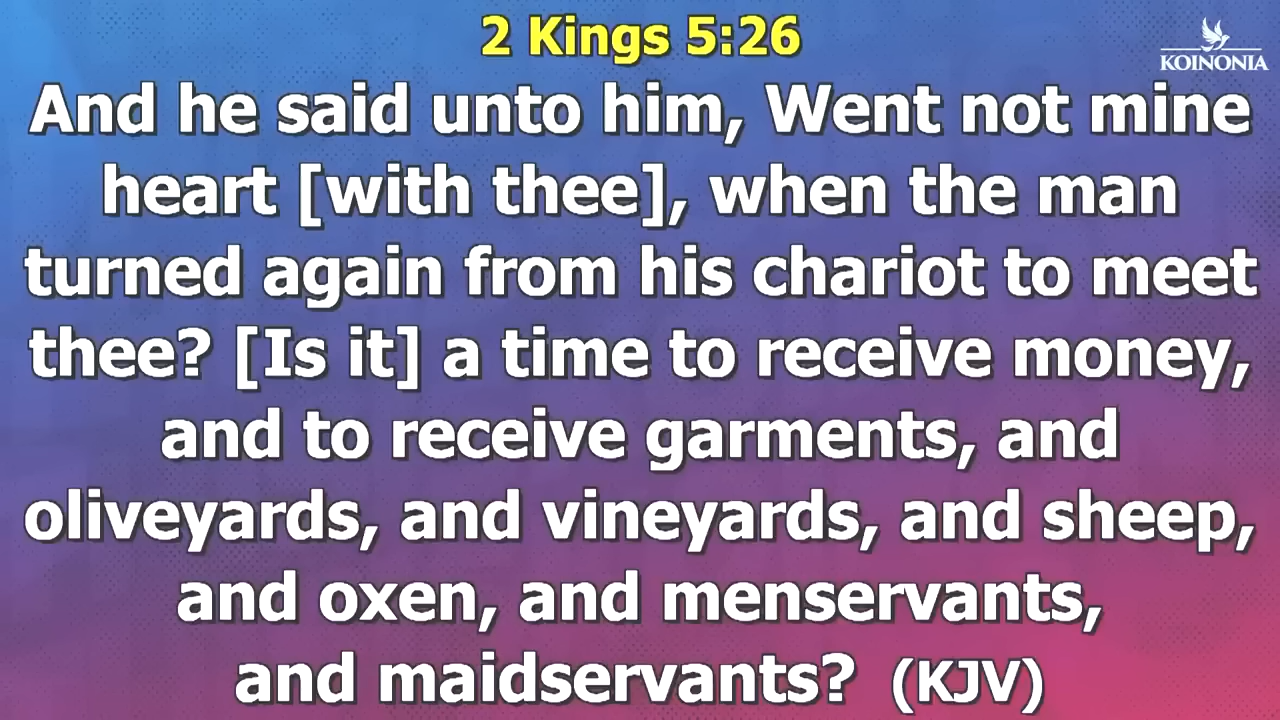 2 Kings 5:26
KOINONIA
And he said unto him, Went not mine
heart [with thee], when the man
turned again from his chariot to meet
thee? [Is it] a time to receive money,
and to receive garments, and
oliveyards, and vineyards, and sheep,
and oxen, and menservants,
and maidservants? (KJV)